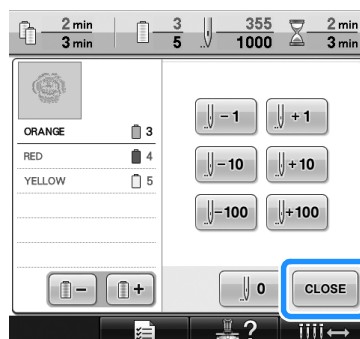 2 min 3 355 2 min
3 min 5 1000 3 min
ORANGE 3
RED 4
YELLOW 5
− 1 + 1
− 10 + 10
− 100 + 100
− + 0 CLOSE
?